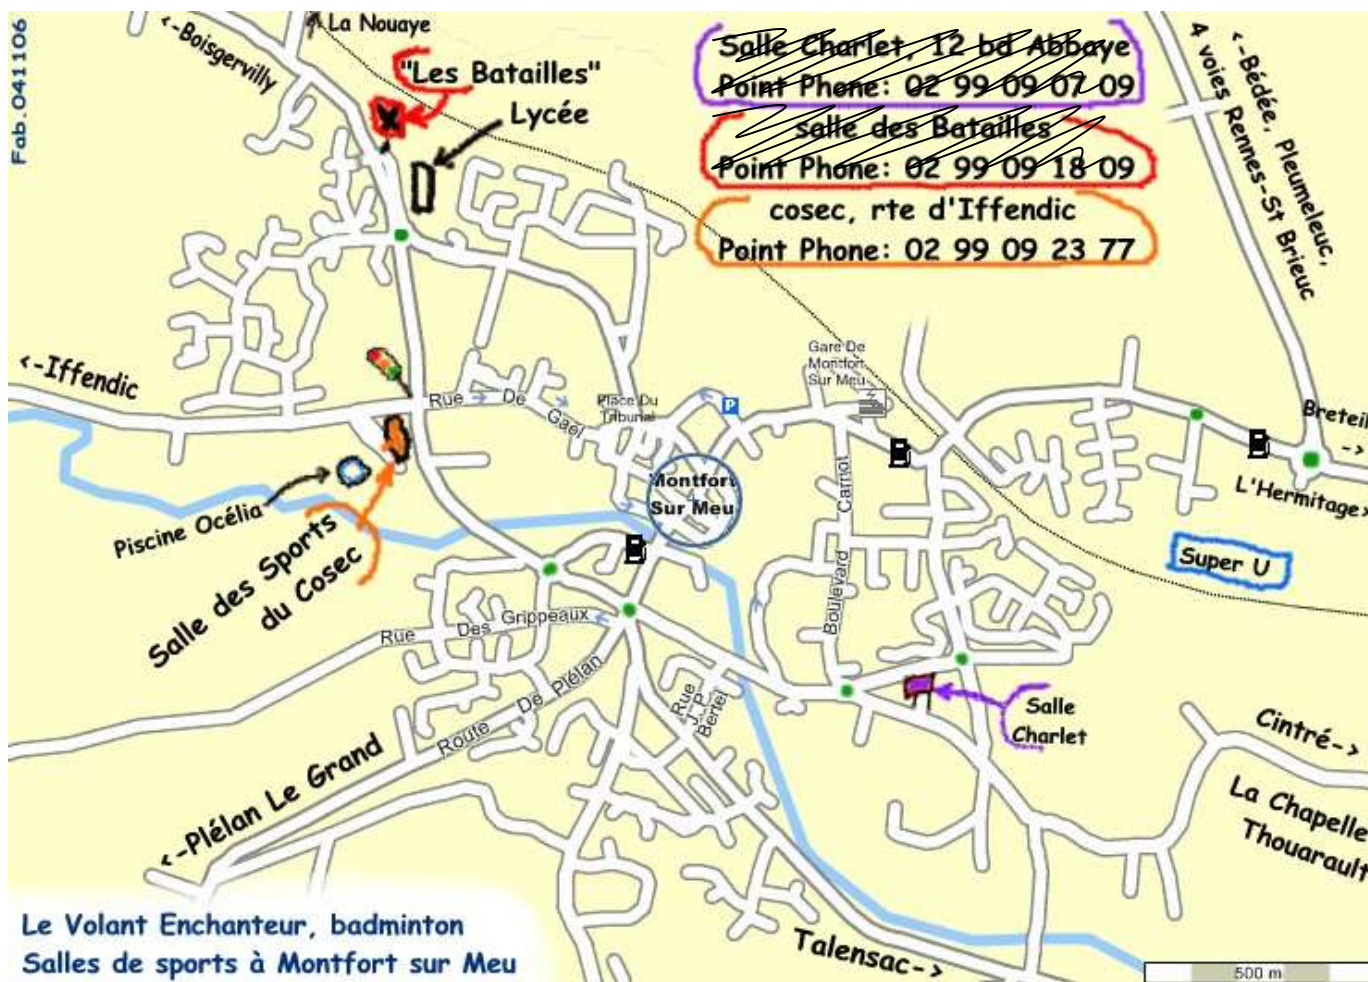 Fab.041106
<-Boisgervilly
La Nouaye
"Les Batailles"
Lycée
Salle Charlet, 12 bd Abbaye
Point Phone: 02 99 09 07 09
salle des Batailles
Point Phone: 02 99 09 18 09
cosec, rte d'Iffendic
Point Phone: 02 99 09 23 77
<-Bédée, Pleumeleuc,
4 voies Rennes-St Brieuc
<-Iffendic
Rue De Gael
Place Du
Tribunal
P
Gare De
Montfort
Sur Meu
Breteil
->
L'Hermitage>
Montfort
Sur Meu
Boulevard Carnot
Piscine Océlia
Salle des Sports
du Cosec
Super U
Rue Des Grippeaux
Route De Plélan
Rue
J-P
Bertel
Salle
Charlet
Cintré->
La Chapelle
Thouarault
<-Plélan Le Grand
Talensac->
Le Volant Enchanteur, badminton
Salles de sports à Montfort sur Meu
500 m